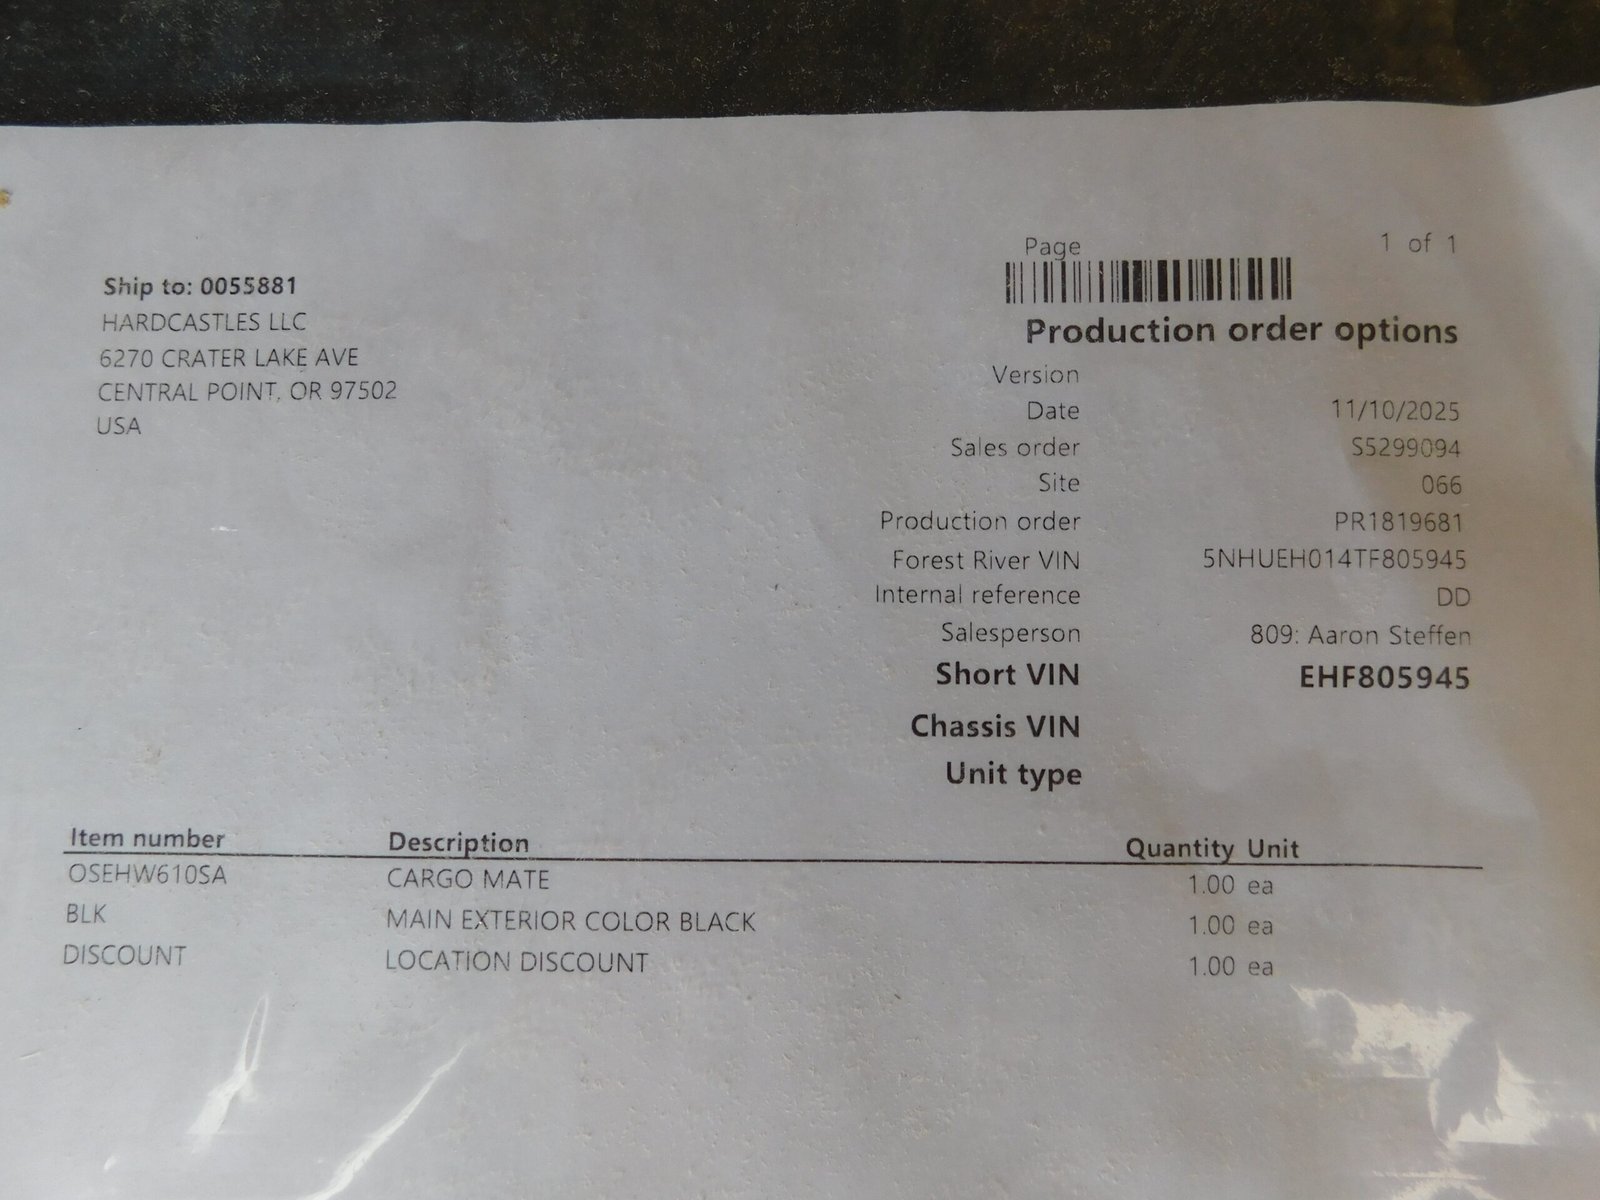 Page 1 of 1
Ship to: 0055881
HARDCASTLES LLC
6270 CRATER LAKE AVE
CENTRAL POINT, OR 97502
USA
Production order options
Version
Date 11/10/2025
Sales order S5299094
Site 066
Production order PR1819681
Forest River VIN 5NHUEH014TF805945
Internal reference DD
Salesperson 809: Aaron Steffen
Short VIN EHF805945
Chassis VIN
Unit type
Item number Description Quantity Unit
OSEHW610SA CARGO MATE 1.00 ea
BLK MAIN EXTERIOR COLOR BLACK 1.00 ea
DISCOUNT LOCATION DISCOUNT 1.00 ea